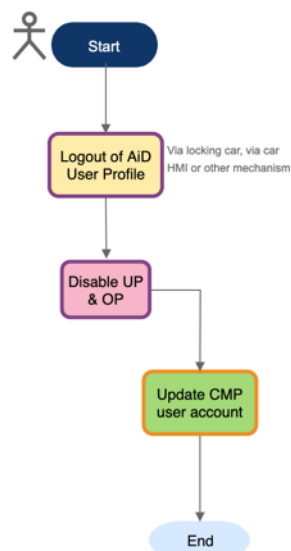 Start
Logout of AiD
User Profile
Via locking car, via car
HMI or other mechanism
Disable UP
& OP
Update CMP
user account
End